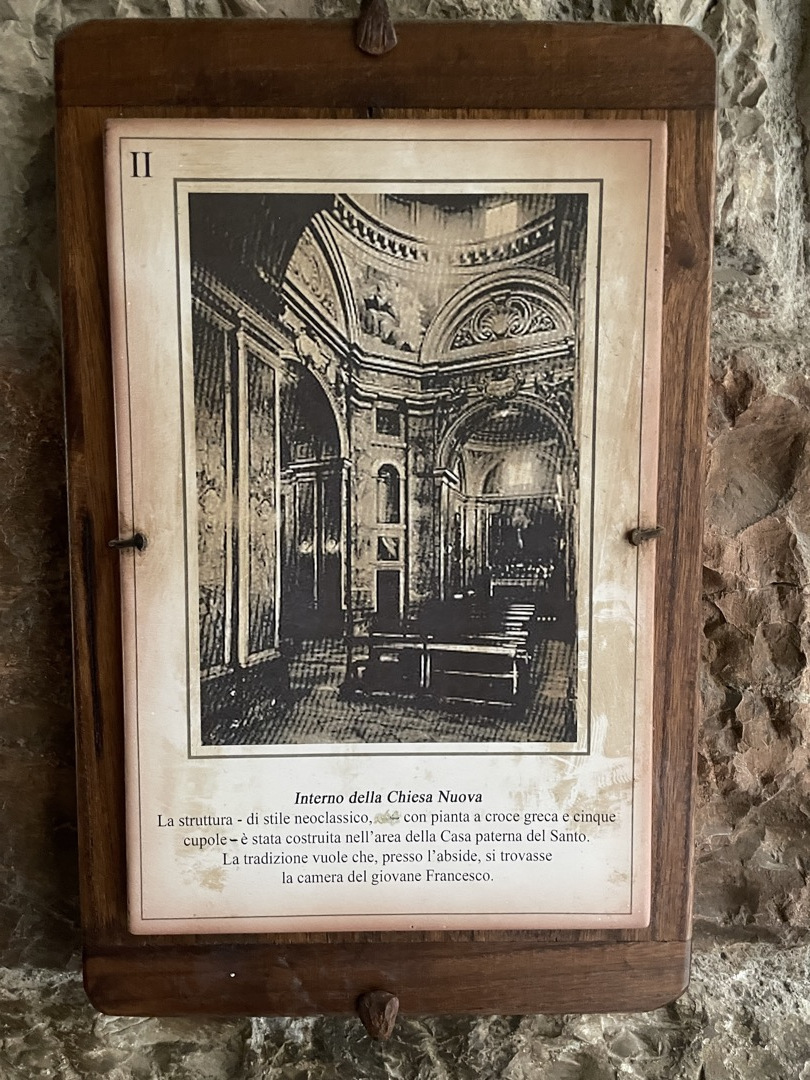 II
Interno della Chiesa Nuova
La struttura - di stile neoclassico, con pianta a croce greca e cinque
cupole - è stata costruita nell'area della Casa paterna del Santo.
La tradizione vuole che, presso l'abside, si trovasse
la camera del giovane Francesco.